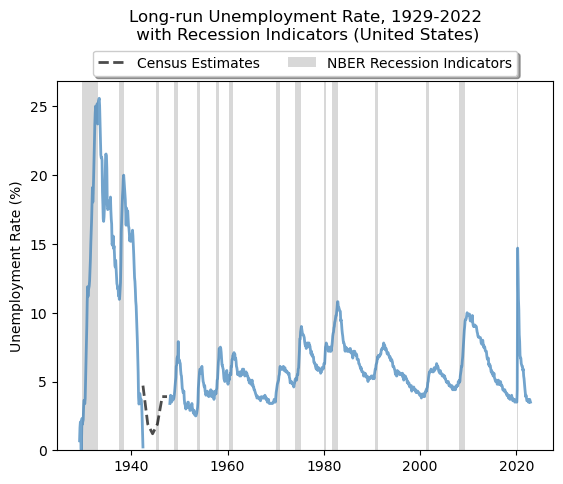 Long-run Unemployment Rate, 1929-2022
with Recession Indicators (United States)
Census Estimates
NBER Recession Indicators
Unemployment Rate (%)
25
20
15
10
5
0
1940
1960
1980
2000
2020